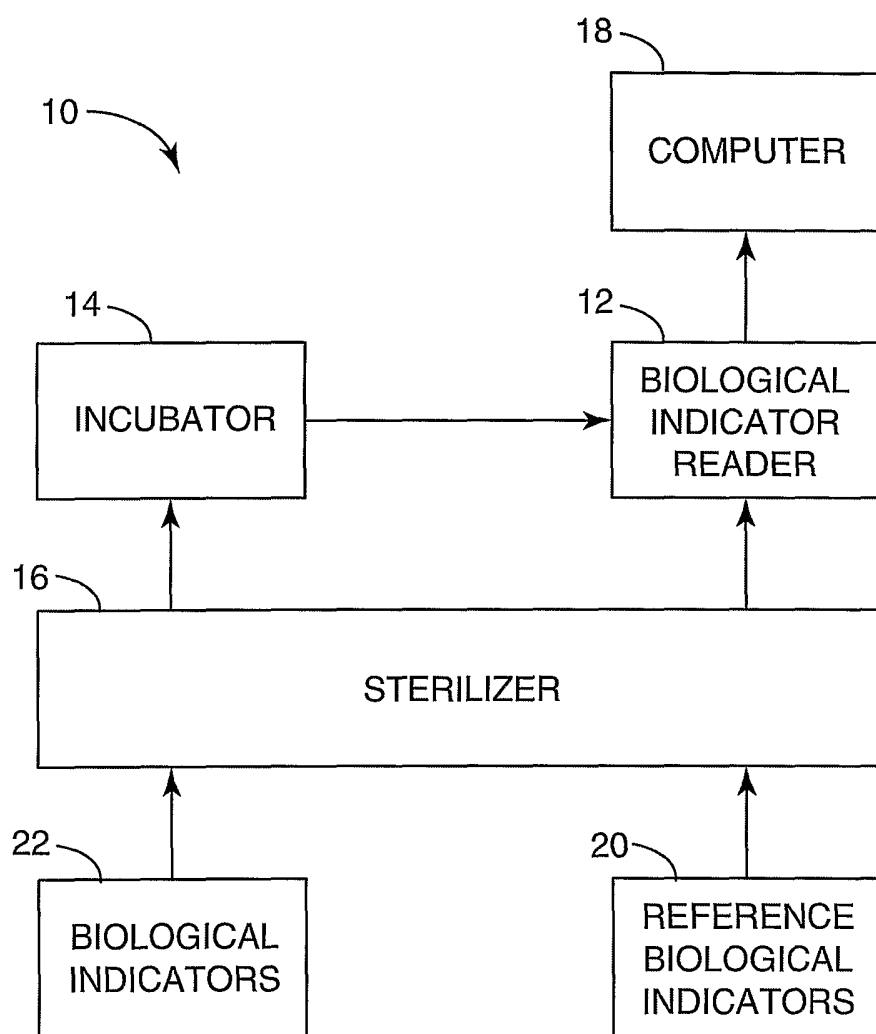 18
10
COMPUTER
14
12
INCUBATOR
BIOLOGICAL
INDICATOR
READER
16
STERILIZER
22
20
BIOLOGICAL
INDICATORS
REFERENCE
BIOLOGICAL
INDICATORS